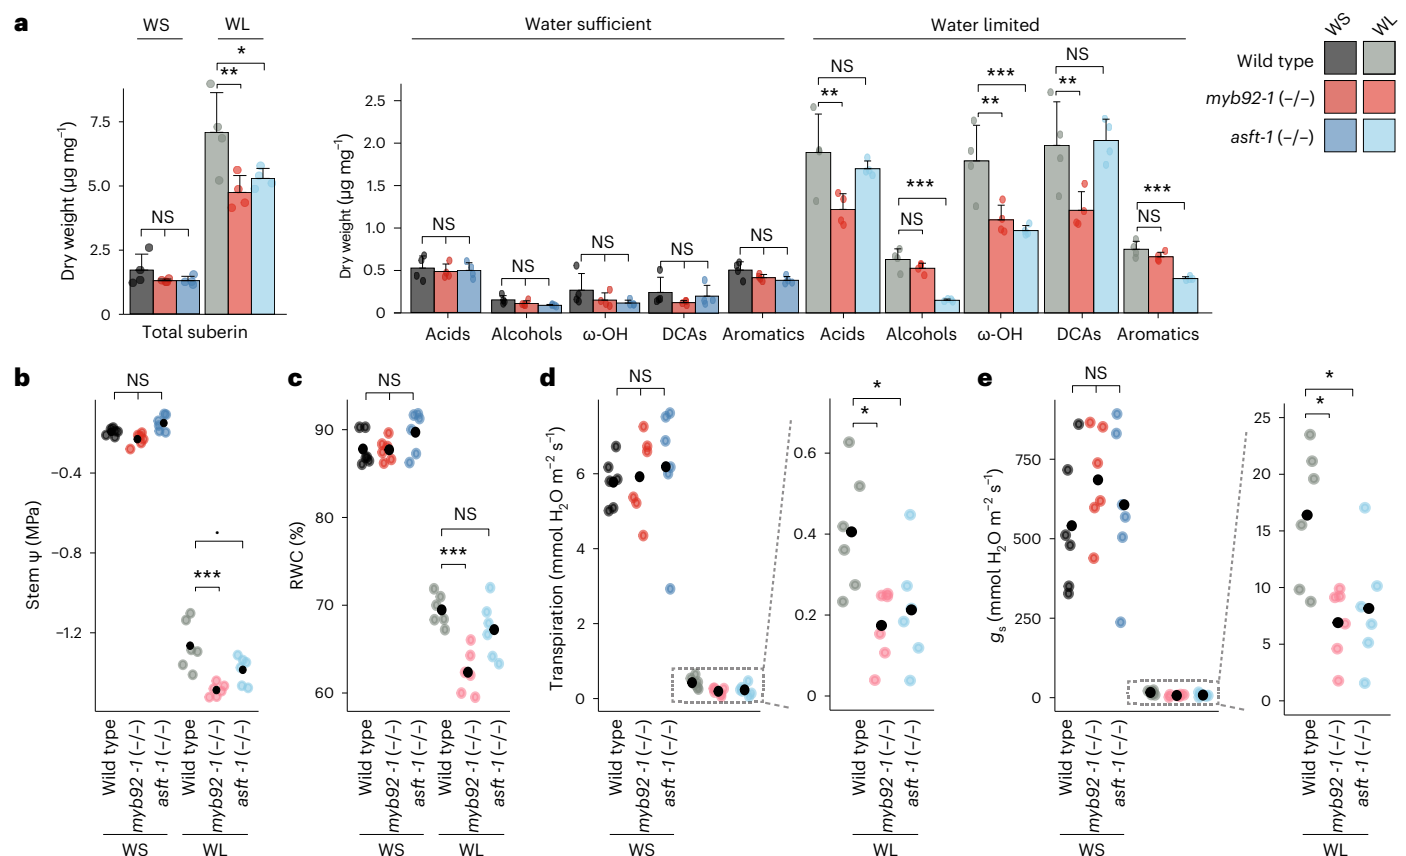 a
WS
WL
Water sufficient
Water limited
WS
WL
Wild type
myb92-1 (−/−)
asft-1 (−/−)
Dry weight (µg mg⁻¹)
7.5
5.0
2.5
0
NS
**
*
Total suberin
Dry weight (µg mg⁻¹)
2.5
2.0
1.5
1.0
0.5
0
NS
NS
NS
NS
NS
NS
**
NS
***
***
**
NS
**
***
NS
Acids
Alcohols
ω-OH
DCAs
Aromatics
Acids
Alcohols
ω-OH
DCAs
Aromatics
b
Stem ψ (MPa)
−0.4
−0.8
−1.2
NS
.
***
Wild type
myb92 -1 (−/−)
asft -1 (−/−)
Wild type
myb92 -1 (−/−)
asft -1 (−/−)
WS
WL
c
RWC (%)
90
80
70
60
NS
NS
***
Wild type
myb92 -1 (−/−)
asft -1 (−/−)
Wild type
myb92 -1 (−/−)
asft -1 (−/−)
WS
WL
d
Transpiration (mmol H₂O m⁻² s⁻¹)
6
4
2
0
NS
Wild type
myb92 -1 (−/−)
asft -1 (−/−)
WS
0.6
0.4
0.2
0
*
*
Wild type
myb92 -1 (−/−)
asft -1 (−/−)
WL
e
gₛ (mmol H₂O m⁻² s⁻¹)
750
500
250
0
NS
Wild type
myb92 -1 (−/−)
asft -1 (−/−)
WS
25
20
15
10
5
0
*
*
Wild type
myb92 -1 (−/−)
asft -1 (−/−)
WL